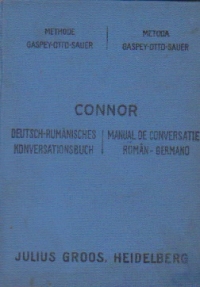 METHODE
GASPEY-OTTO-SAUER
METODA
GASPEY-OTTO-SAUER
CONNOR
DEUTSCH-RUMÄNISCHES
KONVERSATIONSBUCH
MANUAL DE CONVERSAȚIE
ROMÂN-GERMANO
JULIUS GROOS. HEIDELBERG